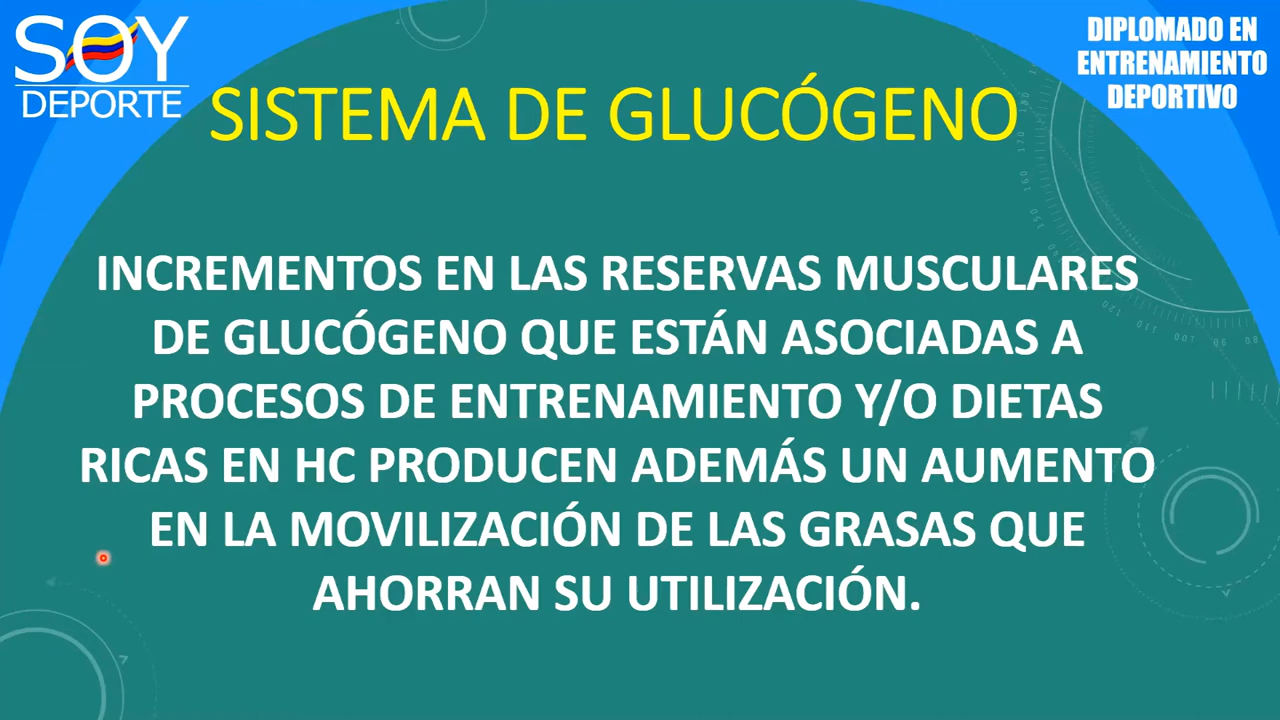 SOY
DEPORTE
DIPLOMADO EN
ENTRENAMIENTO
DEPORTIVO
SISTEMA DE GLUCÓGENO
INCREMENTOS EN LAS RESERVAS MUSCULARES
DE GLUCÓGENO QUE ESTÁN ASOCIADAS A
PROCESOS DE ENTRENAMIENTO Y/O DIETAS
RICAS EN HC PRODUCEN ADEMÁS UN AUMENTO
EN LA MOVILIZACIÓN DE LAS GRASAS QUE
AHORRAN SU UTILIZACIÓN.